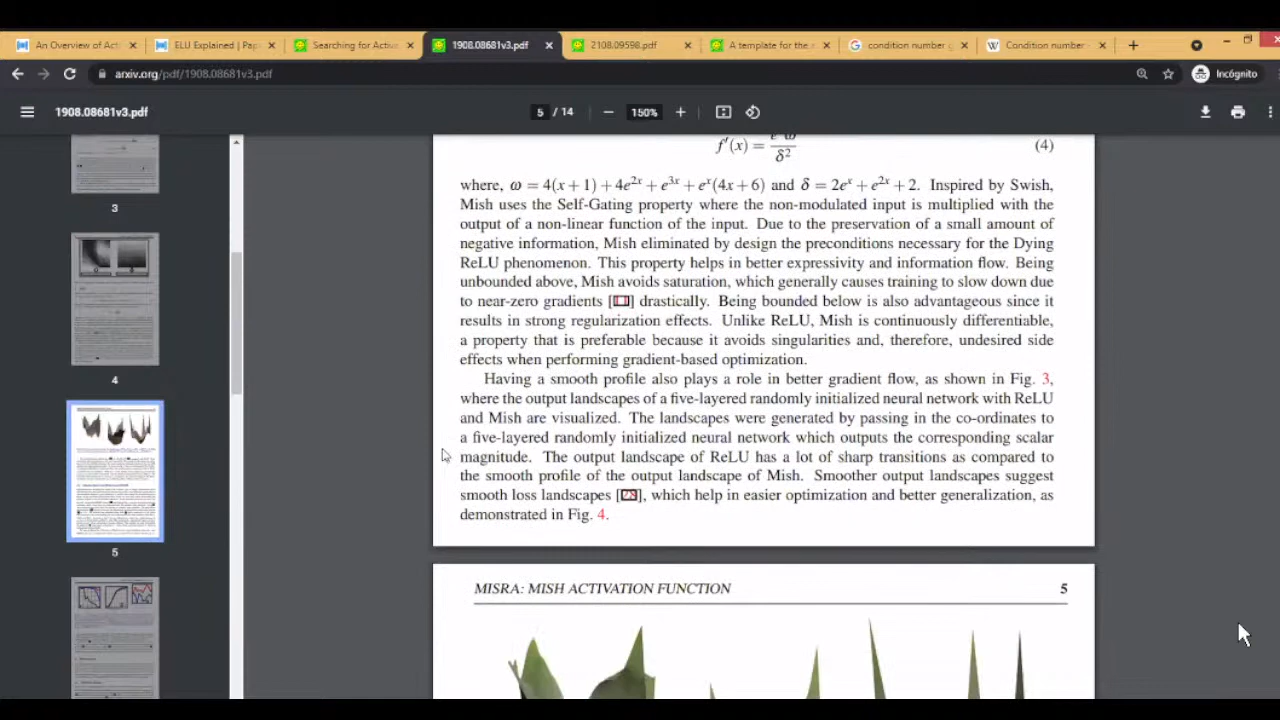 An Overview of Act
ELU Explained | Pap
Searching for Activa
1908.08681v3.pdf
2108.09598.pdf
A template for the
condition number
Condition number
arxiv.org/pdf/1908.08681v3.pdf
Incógnito
1908.08681v3.pdf
5 / 14
150%
3
4
5
f′(x) = e^x ω / δ²
(4)
where, ω = 4(x+1) + 4e^2x + e^3x + e^x(4x+6) and δ = 2e^x + e^2x + 2. Inspired by Swish,
Mish uses the Self-Gating property where the non-modulated input is multiplied with the
output of a non-linear function of the input. Due to the preservation of a small amount of
negative information, Mish eliminated by design the preconditions necessary for the Dying
ReLU phenomenon. This property helps in better expressivity and information flow. Being
unbounded above, Mish avoids saturation, which generally causes training to slow down due
to near-zero gradients [] drastically. Being bounded below is also advantageous since it
results in strong regularization effects. Unlike ReLU, Mish is continuously differentiable,
a property that is preferable because it avoids singularities and, therefore, undesired side
effects when performing gradient-based optimization.
Having a smooth profile also plays a role in better gradient flow, as shown in Fig. 3,
where the output landscapes of a five-layered randomly initialized neural network with ReLU
and Mish are visualized. The landscapes were generated by passing in the co-ordinates to
a five-layered randomly initialized neural network which outputs the corresponding scalar
magnitude. The output landscape of ReLU has a lot of sharp transitions as compared to
the smooth profile of the output landscape of Mish. Smoother output landscapes suggest
smooth loss landscapes [], which help in easier optimization and better generalization, as
demonstrated in Fig. 4.
MISRA: MISH ACTIVATION FUNCTION
5